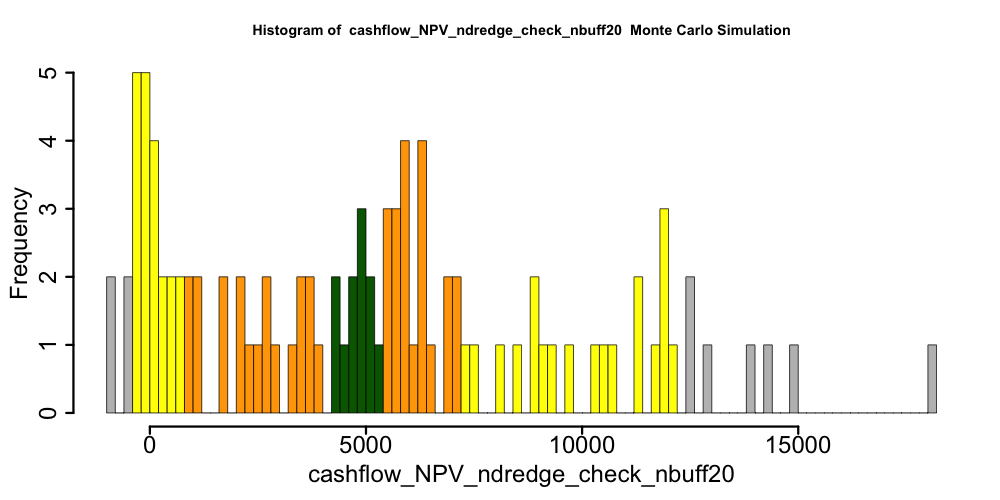 Histogram of  cashflow_NPV_ndredge_check_nbuff20  Monte Carlo Simulation
5
4
3
2
1
0
Frequency
0 5000 10000 15000
cashflow_NPV_ndredge_check_nbuff20